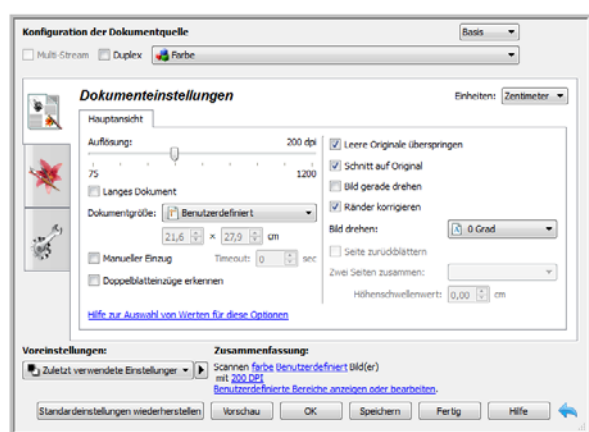 Konfiguration der Dokumentquelle Basis
Multi-Stream Duplex Farbe
Dokumenteinstellungen Einheiten: Zentimeter
Hauptansicht
Auflösung: 200 dpi
75 1200
Langes Dokument
Dokumentgröße: Benutzerdefiniert
21,6 × 27,9 cm
Manueller Einzug Timeout: 0 sec
Doppelblatteinzüge erkennen
Hilfe zur Auswahl von Werten für diese Optionen
Leere Originale überspringen
Schnitt auf Original
Bild gerade drehen
Ränder korrigieren
Bild drehen: 0 Grad
Seite zurückblättern
Zwei Seiten zusammen:
Höhenschwellenwert: 0,00 cm
Voreinstellungen:
Zuletzt verwendete Einstellunger
Zusammenfassung:
Scannen farbe Benutzerdefiniert Bild(er)
mit 200 DPI
Benutzerdefinierte Bereiche anzeigen oder bearbeiten.
Standardeinstellungen wiederherstellen Vorschau OK Speichern Fertig Hilfe